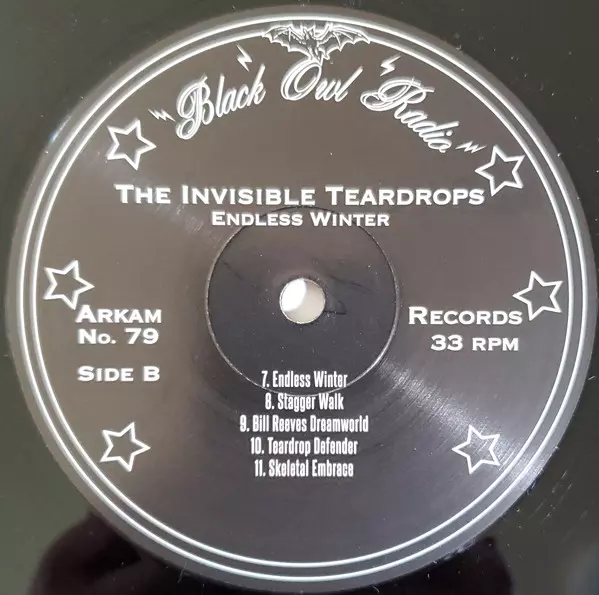 Black Owl Radio
THE INVISIBLE TEARDROPS
ENDLESS WINTER
ARKAM
NO. 79
RECORDS
33 RPM
SIDE B
7. Endless Winter
8. Stagger Walk
9. Bill Reeves Dreamworld
10. Teardrop Defender
11. Skeletal Embrace